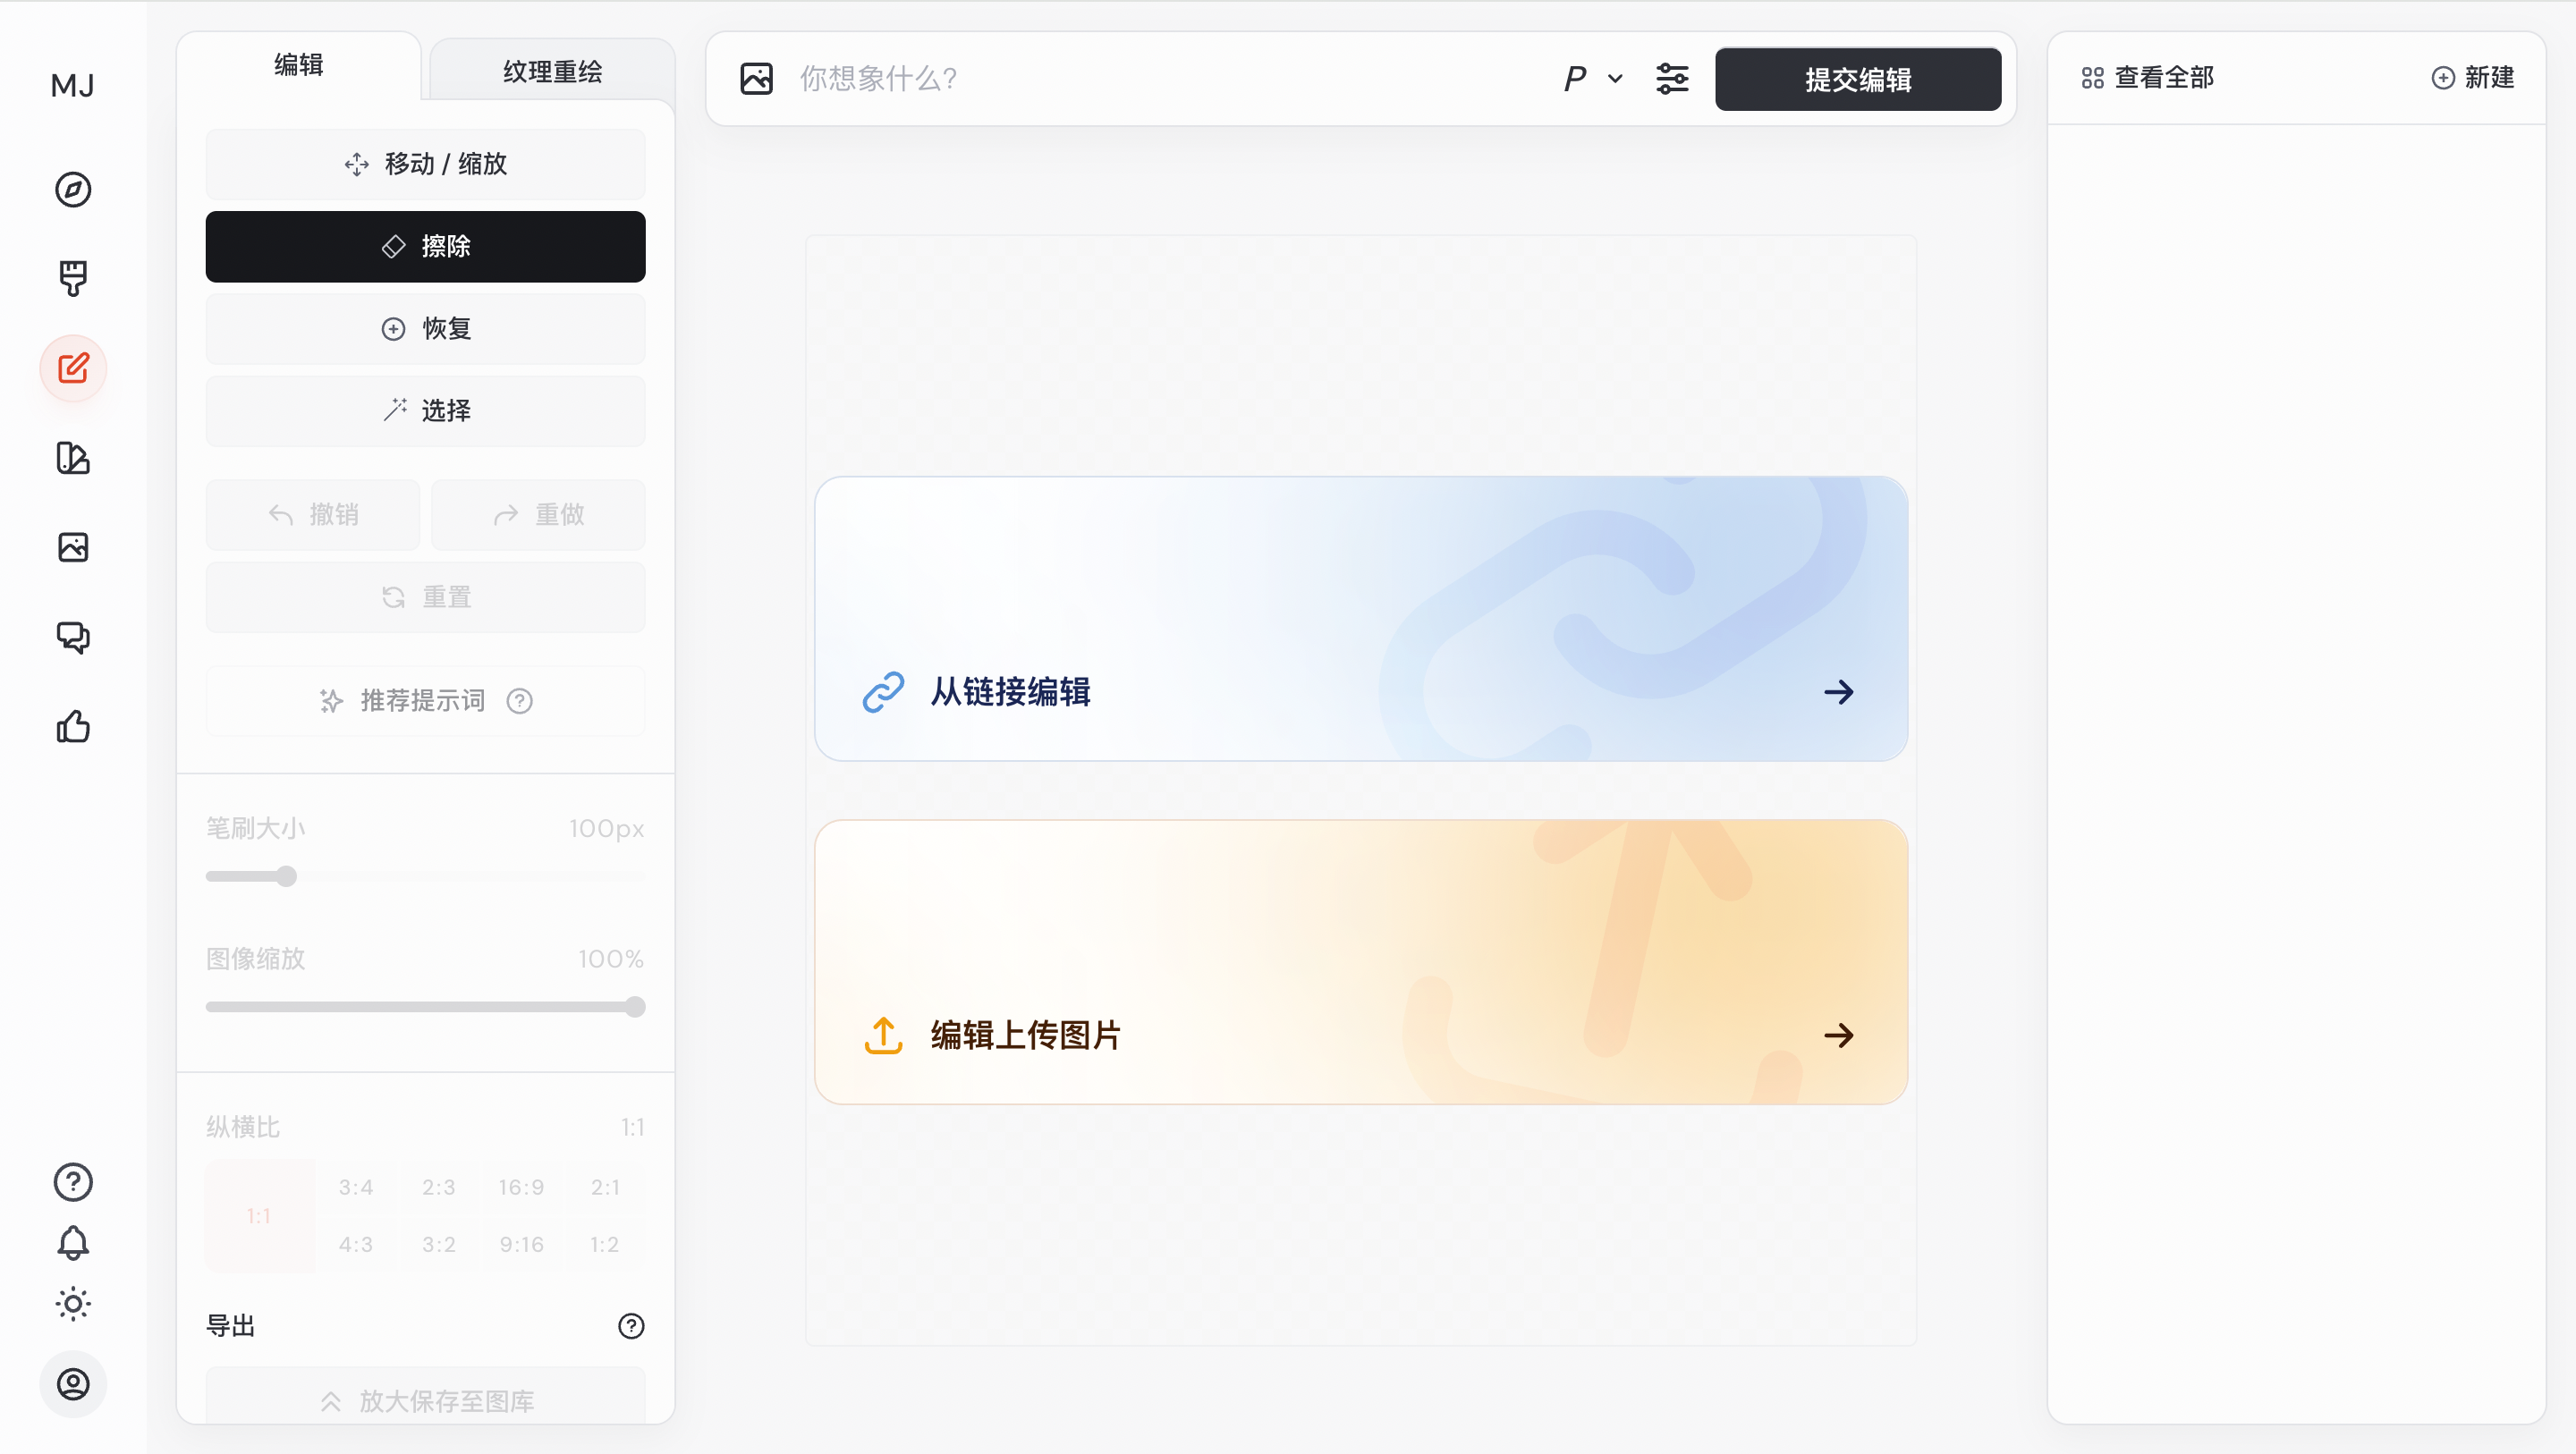 MJ
编辑
纹理重绘
移动 / 缩放
擦除
恢复
选择
撤销
重做
重置
推荐提示词
笔刷大小
100px
图像缩放
100%
纵横比
1:1
1:1
3:4
2:3
16:9
2:1
4:3
3:2
9:16
1:2
导出
放大保存至图库
你想象什么?
P
提交编辑
从链接编辑
编辑上传图片
查看全部
新建